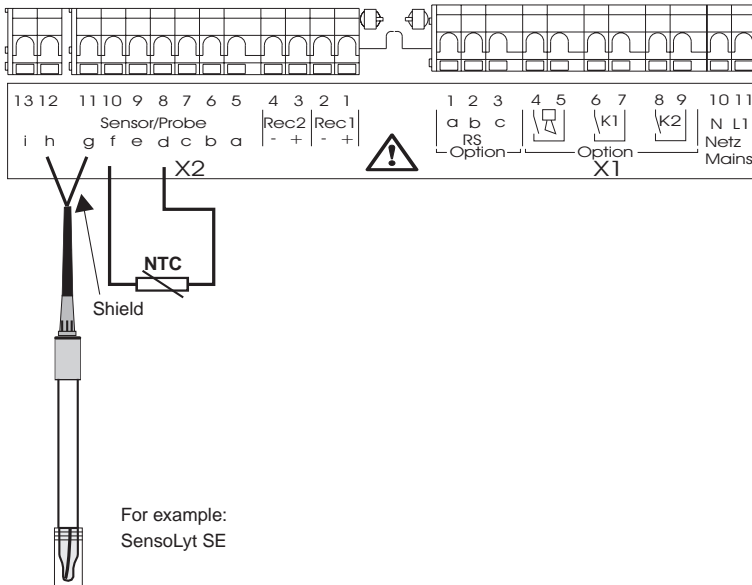 13 12 11 10 9 8 7 6 5 4 3 2 1 1 2 3 4 5 6 7 8 9 10 11
Sensor/Probe Rec2 Rec1 a b c K1 K2 N L1
i h g f e d c b a - + - + RS Netz
Option Option Mains
X2 X1
NTC
Shield
For example:
SensoLyt SE